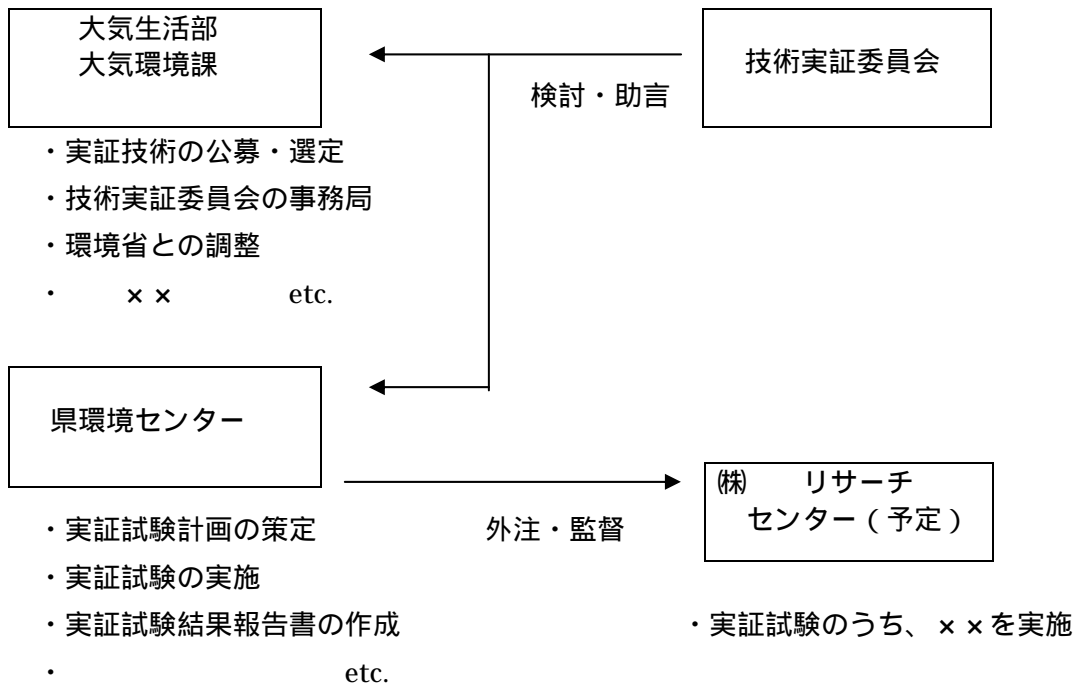 大気生活部
大気環境課
技術実証委員会
検討・助言
・実証技術の公募・選定
・技術実証委員会の事務局
・環境省との調整
・　　××　　　　etc.
県環境センター
外注・監督
㈱　　リサーチ
センター（予定）
・実証試験計画の策定
・実証試験の実施
・実証試験結果報告書の作成
・　　　　　　　　etc.
・実証試験のうち、××を実施